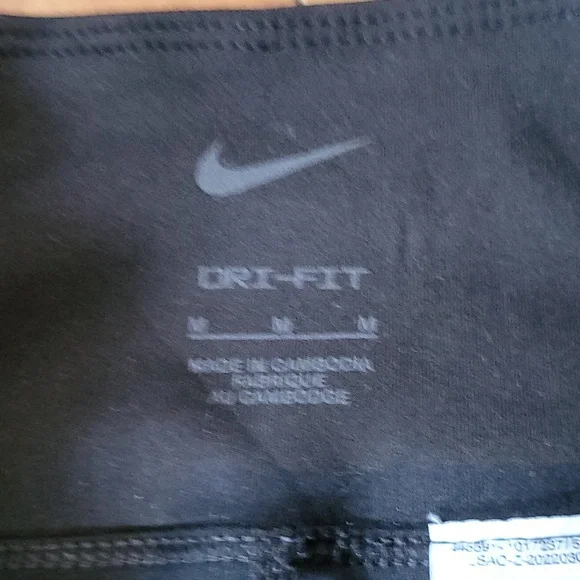 DRI-FIT
M M M
MADE IN CAMBODIA
FABRIQUE
AU CAMBODGE